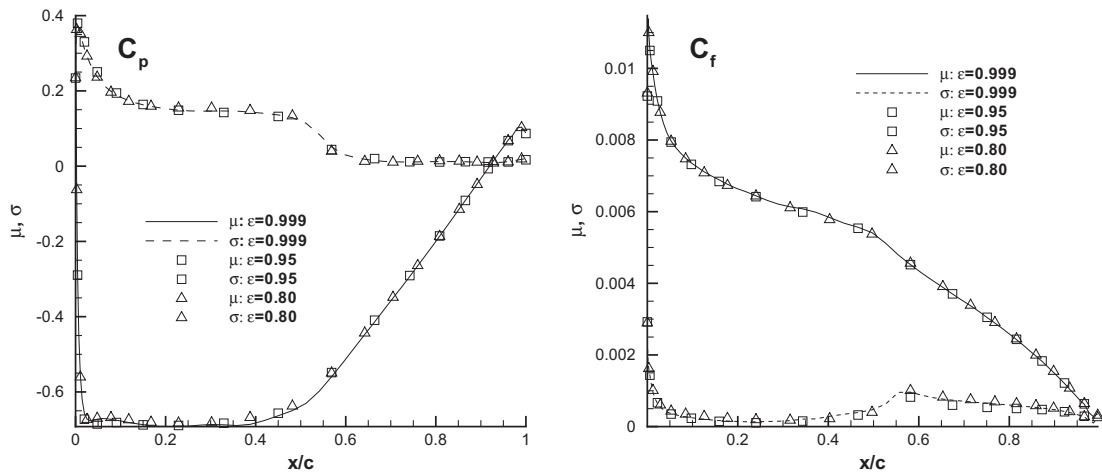 0.4
C_p
0.2
0
μ, σ
-0.2
-0.4
-0.6
μ: ε=0.999
σ: ε=0.999
μ: ε=0.95
σ: ε=0.95
μ: ε=0.80
σ: ε=0.80
0 0.2 0.4 0.6 0.8 1
x/c
C_f
0.01
0.008
0.006
μ, σ
0.004
0.002
0
μ: ε=0.999
σ: ε=0.999
μ: ε=0.95
σ: ε=0.95
μ: ε=0.80
σ: ε=0.80
0.2 0.4 0.6 0.8
x/c